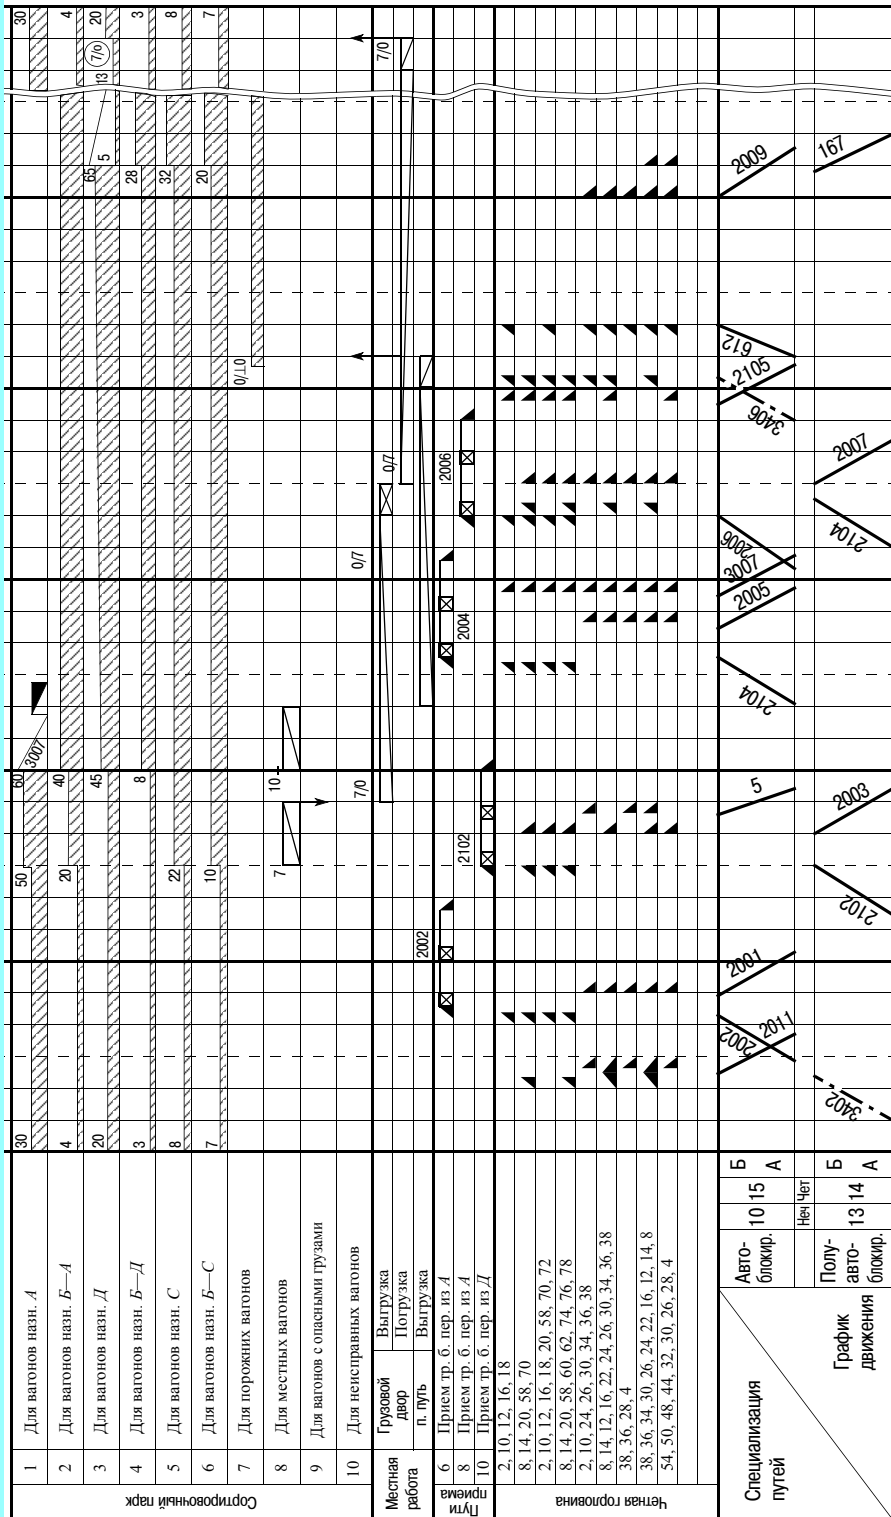 Сортировочный парк
1 Для вагонов назн. А
30 50 60 3007 30
2 Для вагонов назн. Б—А
4 20 40 4
3 Для вагонов назн. Д
20 45 65 5 13 7/0 20
4 Для вагонов назн. Б—Д
3 8 28 3
5 Для вагонов назн. С
8 22 32 8
6 Для вагонов назн. Б—С
7 10 20 7
7 Для порожних вагонов
0/⊥0
8 Для местных вагонов
7 10
9 Для вагонов с опасными грузами
10 Для неисправных вагонов
7/0 0/7
Местная работа
Грузовой двор
Выгрузка
0/7 7/0
Погрузка
п. путь
Выгрузка
2002
Пути приема
6 Прием гр. б. пер. из А
2004 2006
8 Прием гр. б. пер. из А
2102
10 Прием гр. б. пер. из Д
Четная горловина
2, 10, 12, 16, 18
8, 14, 20, 58, 70
2, 10, 12, 16, 18, 20, 58, 70, 72
8, 14, 20, 58, 60, 62, 74, 76, 78
2, 10, 24, 26, 30, 34, 36, 38
8, 14, 12, 16, 22, 24, 26, 30, 34, 36, 38
38, 36, 28, 4
38, 36, 34, 30, 26, 24, 22, 16, 12, 14, 8
54, 50, 48, 44, 32, 30, 26, 28, 4
Специализация путей
График движения
Авто-
блокир.
10 15
Б
А
Неч Чет
Полу-
авто-
блокир.
13 14
Б
А
2002 2011 2001 5 2104 2005 3007 2006 3406 2105 612 2009
3402 2102 2003 2104 2007 167